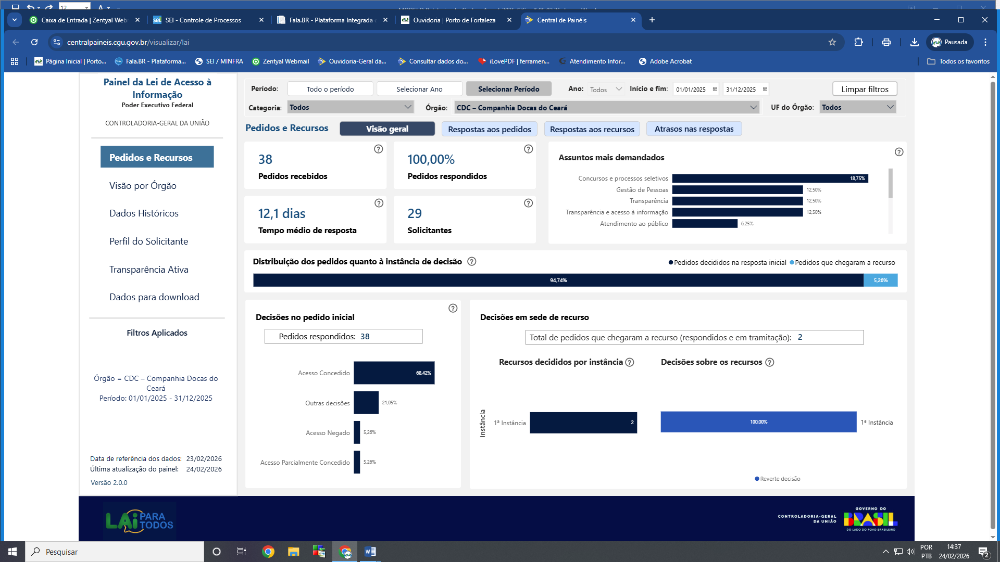 12
Caixa de Entrada | Zentyal Web
SEI - Controle de Processos
Fala.BR - Plataforma Integrada
Ouvidoria | Porto de Fortaleza
Central de Painéis
centralpaineis.cgu.gov.br/visualizar/lai
Pausada
Página Inicial | Porto...
Fala.BR - Plataforma...
SEI / MINFRA
Zentyal Webmail
Ouvidoria-Geral da...
Consultar dados do...
iLovePDF | ferramen...
Atendimento Infor...
Adobe Acrobat
Todos os favoritos
Painel da Lei de Acesso à
Informação
Poder Executivo Federal
CONTROLADORIA-GERAL DA UNIÃO
Pedidos e Recursos
Visão por Órgão
Dados Históricos
Perfil do Solicitante
Transparência Ativa
Dados para download
Filtros Aplicados
Órgão = CDC – Companhia Docas do
Ceará
Período: 01/01/2025 - 31/12/2025
Data de referência dos dados: 23/02/2026
Última atualização do painel: 24/02/2026
Versão 2.0.0
Período: Todo o período Selecionar Ano Selecionar Período Ano: Todos Início e fim: 01/01/2025 31/12/2025 Limpar filtros
Categoria: Todos Órgão: CDC – Companhia Docas do Ceará UF do Órgão: Todos
Pedidos e Recursos Visão geral Respostas aos pedidos Respostas aos recursos Atrasos nas respostas
38
Pedidos recebidos
100,00%
Pedidos respondidos
12,1 dias
Tempo médio de resposta
29
Solicitantes
Assuntos mais demandados
Concursos e processos seletivos 18,75%
Gestão de Pessoas 12,50%
Transparência 12,50%
Transparência e acesso à informação 12,50%
Atendimento ao público 6,25%
Distribuição dos pedidos quanto à instância de decisão
Pedidos decididos na resposta inicial Pedidos que chegaram a recurso
94,74% 5,26%
Decisões no pedido inicial
Pedidos respondidos: 38
Acesso Concedido 68,42%
Outras decisões 21,05%
Acesso Negado 5,26%
Acesso Parcialmente Concedido 5,26%
Decisões em sede de recurso
Total de pedidos que chegaram a recurso (respondidos e em tramitação): 2
Recursos decididos por instância
Instância
1ª Instância 2
Decisões sobre os recursos
100,00% 1ª Instância
Reverte decisão
LAi PARA
TODOS
CONTROLADORIA-GERAL
DA UNIÃO
GOVERNO DO
BRASIL
DO LADO DO POVO BRASILEIRO
Pesquisar
POR
PTB
14:37
24/02/2026
2